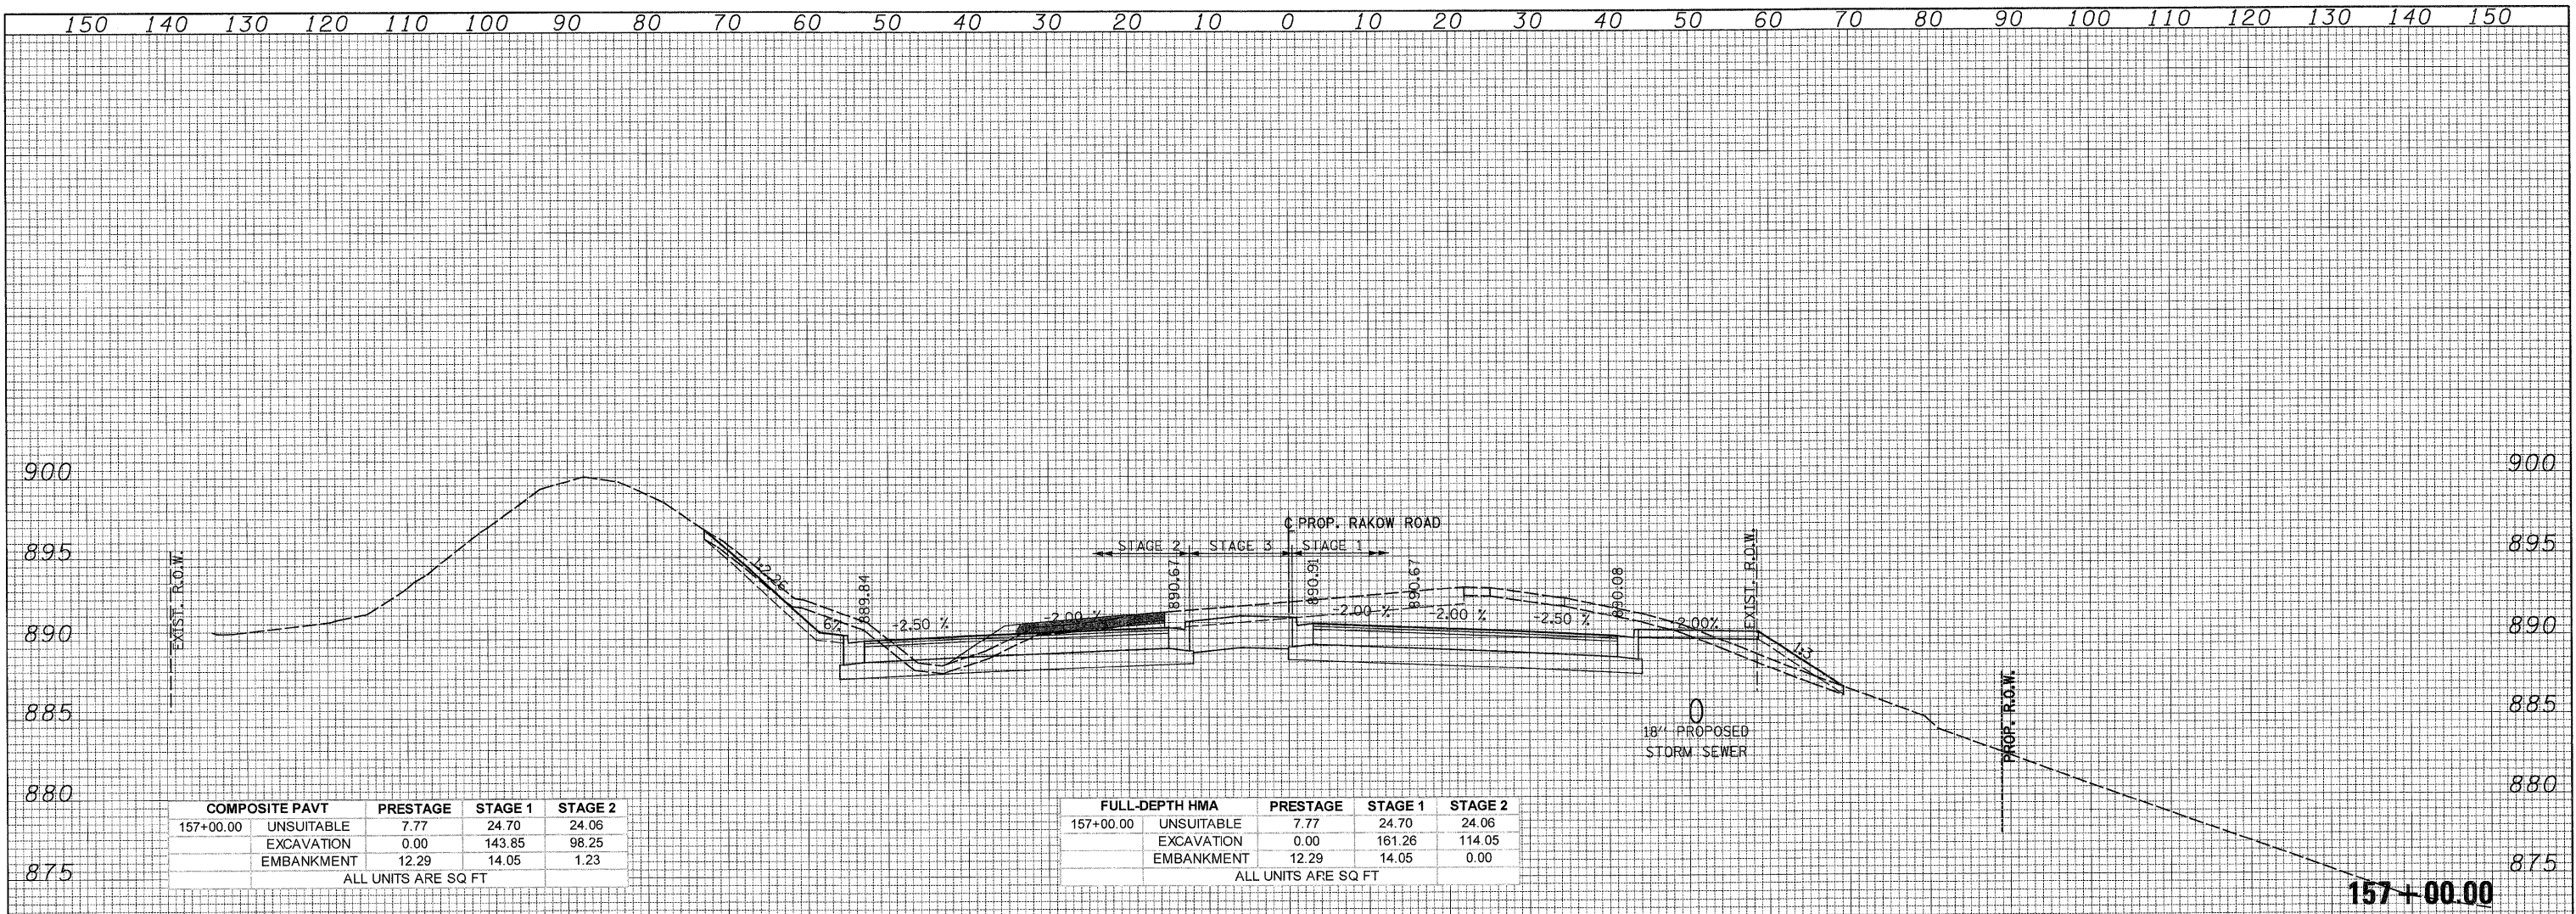 150 140 130 120 110 100 90 80 70 60 50 40 30 20 10 0 10 20 30 40 50 60 70 80 90 100 110 120 130 140 150
900 900
℄ PROP. RAKOW ROAD
895 STAGE 2 STAGE 3 STAGE 1 895
EXIST. R.O.W.
1:2.26
6%
889.84
-2.50 %
-2.00 %
890.67
890.91
-2.00 %
890.67
-2.00 %
-2.50 %
890.08
-2.00%
EXIST. R.O.W.
1:3
890 890
PROP. R.O.W.
885 885
18" PROPOSED
STORM SEWER
880 880
COMPOSITE PAVT PRESTAGE STAGE 1 STAGE 2
157+00.00 UNSUITABLE 7.77 24.70 24.06
EXCAVATION 0.00 143.85 98.25
EMBANKMENT 12.29 14.05 1.23
ALL UNITS ARE SQ FT
FULL-DEPTH HMA PRESTAGE STAGE 1 STAGE 2
157+00.00 UNSUITABLE 7.77 24.70 24.06
EXCAVATION 0.00 161.26 114.05
EMBANKMENT 12.29 14.05 0.00
ALL UNITS ARE SQ FT
875 875
157+00.00